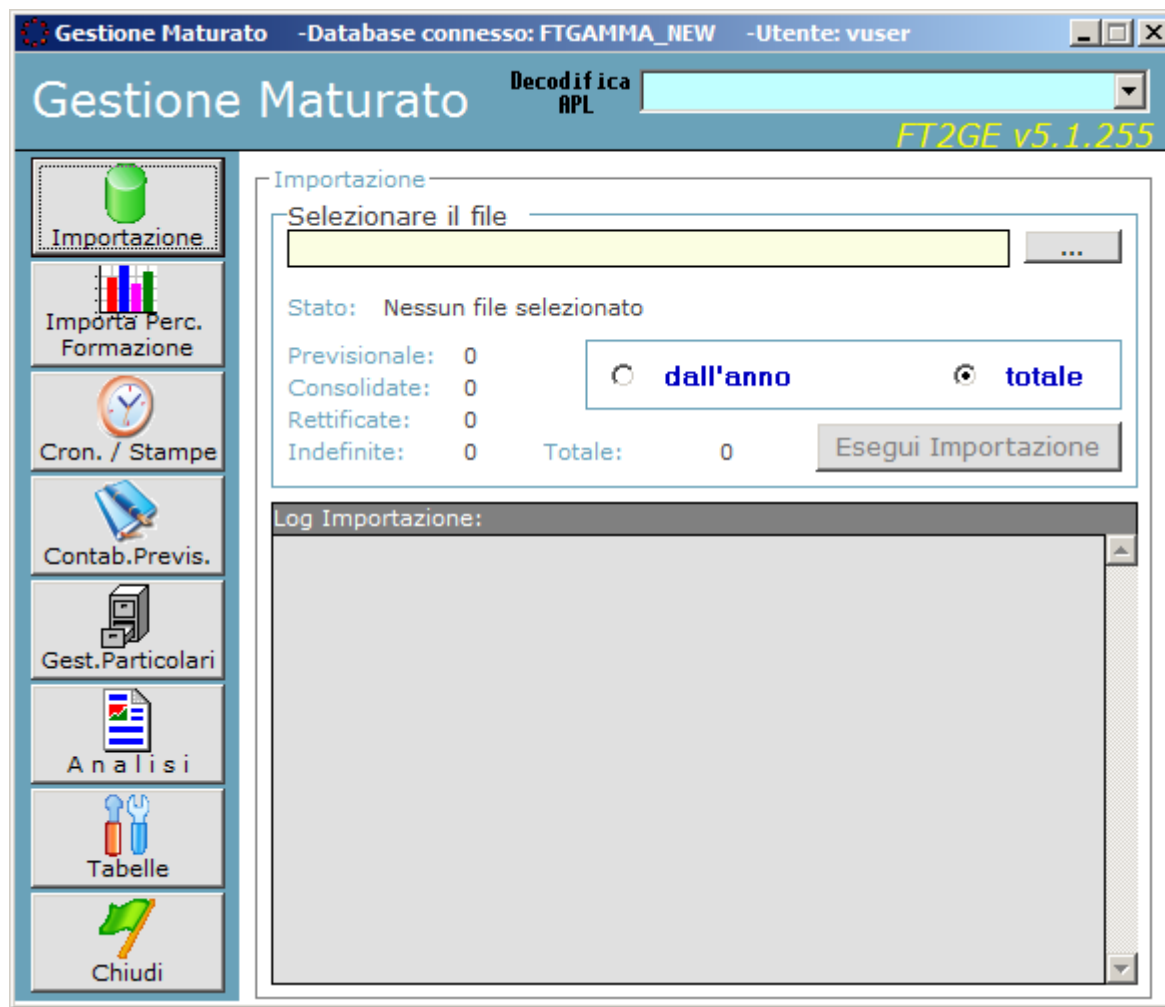 Gestione Maturato -Database connesso: FTGAMMA_NEW -Utente: vuser
Gestione Maturato
Decodifica
APL
FT2GE v5.1.255
Importazione
Importa Perc.
Formazione
Cron. / Stampe
Contab.Previs.
Gest.Particolari
A n a l i s i
Tabelle
Chiudi
Importazione
Selezionare il file
...
Stato: Nessun file selezionato
Previsionale: 0
Consolidate: 0
Rettificate: 0
Indefinite: 0 Totale: 0
dall'anno totale
Esegui Importazione
Log Importazione: